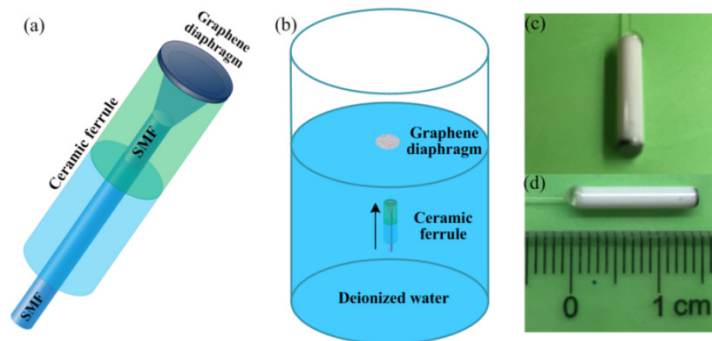 (a)
Graphene
diaphragm
Ceramic ferrule
SMF
SMF
(b)
Graphene
diaphragm
Ceramic
ferrule
Deionized water
(c)
(d)
0 1 cm